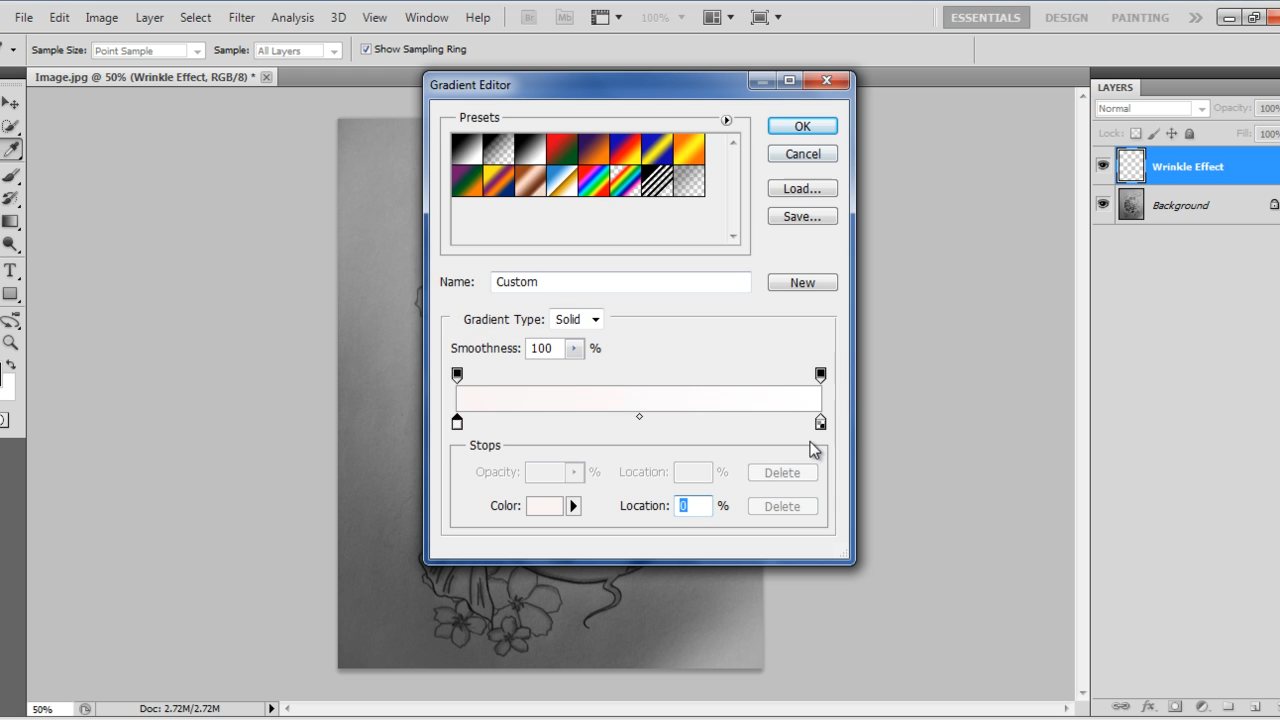 File Edit Image Layer Select Filter Analysis 3D View Window Help Br Mb 100% ESSENTIALS DESIGN PAINTING
Sample Size: Point Sample Sample: All Layers Show Sampling Ring
Image.jpg @ 50% (Wrinkle Effect, RGB/8) *
Gradient Editor
Presets
OK
Cancel
Load...
Save...
Name: Custom New
Gradient Type: Solid
Smoothness: 100 %
Stops
Opacity: % Location: % Delete
Color: Location: 0 % Delete
LAYERS
Normal Opacity: 100%
Lock: Fill: 100%
Wrinkle Effect
Background
50% Doc: 2.72M/2.72M